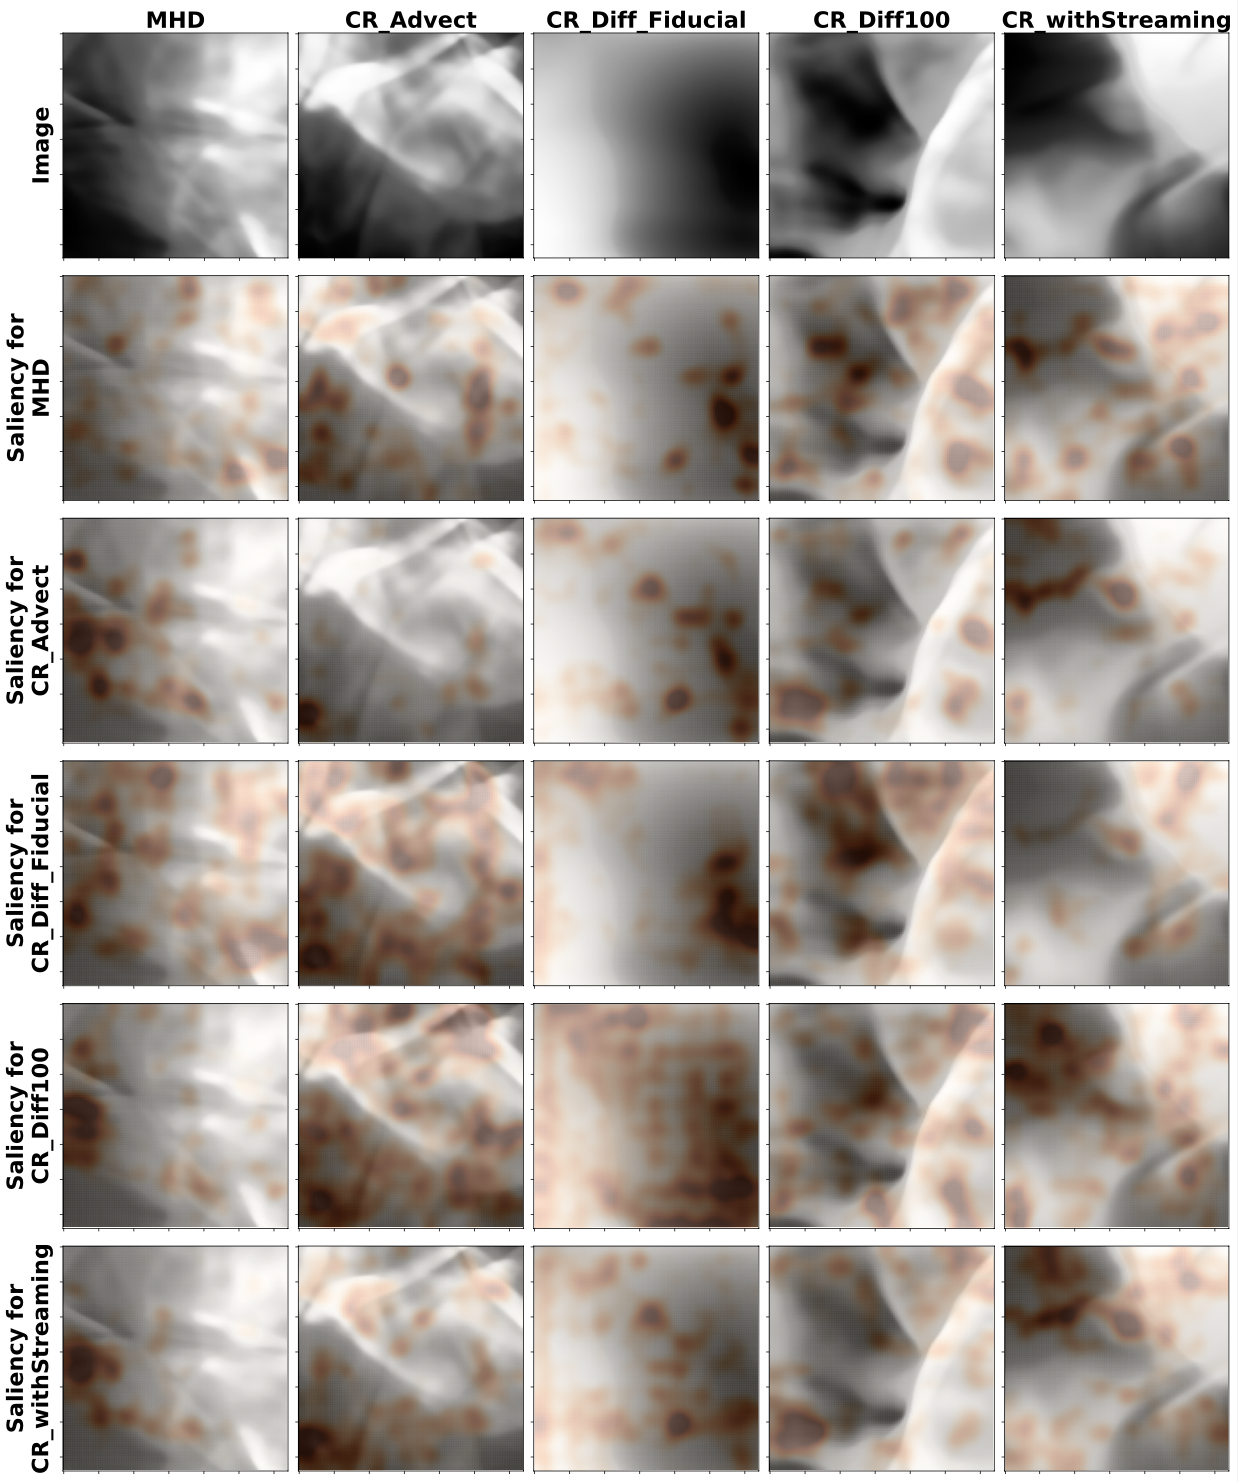 MHD CR_Advect CR_Diff_Fiducial CR_Diff100 CR_withStreaming
Image
Saliency for
MHD
Saliency for
CR_Advect
Saliency for
CR_Diff_Fiducial
Saliency for
CR_Diff100
Saliency for
CR_withStreaming